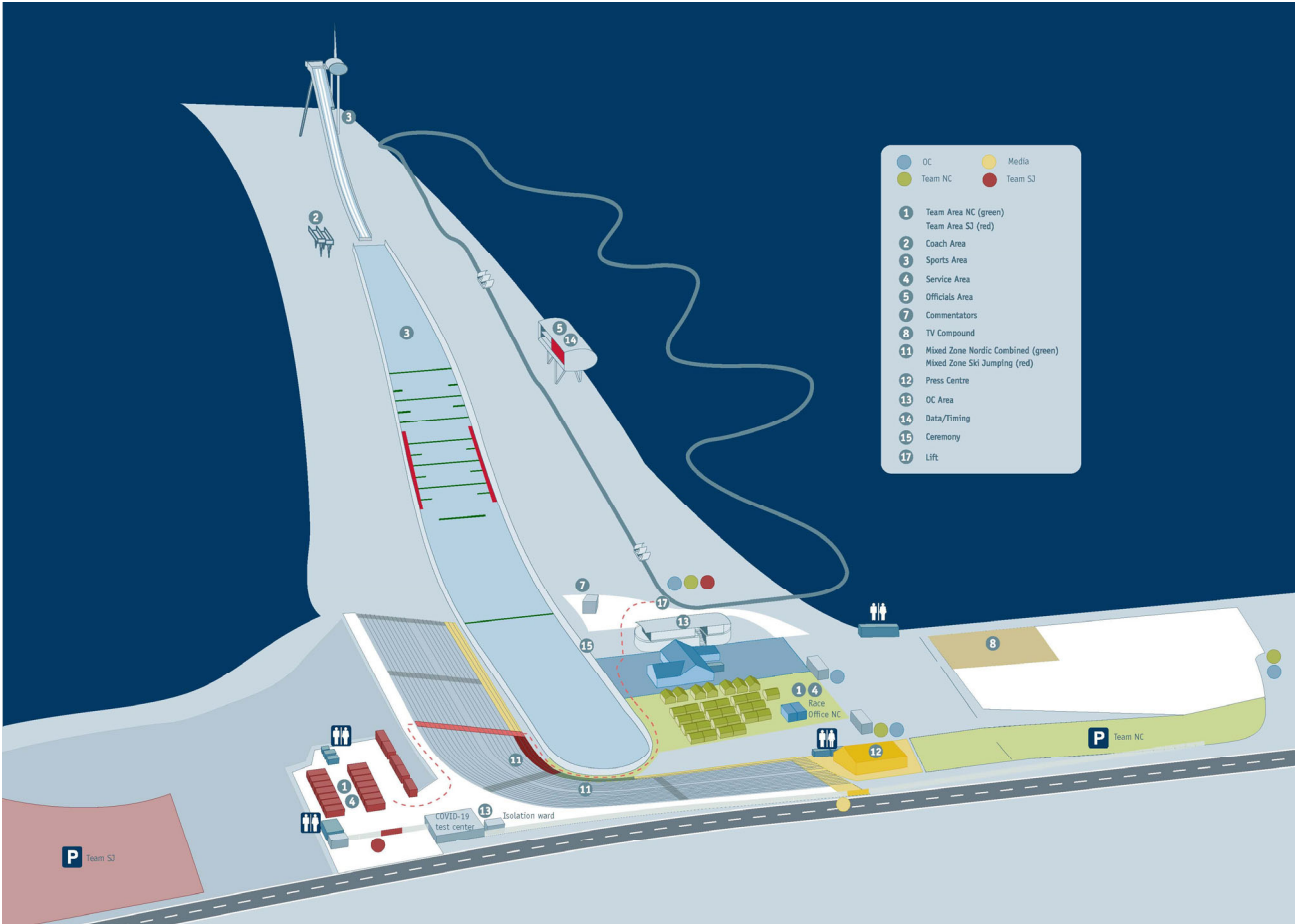 3
2
3
5
14
OC
Media
Team NC
Team SJ
1 Team Area NC (green)
Team Area SJ (red)
2 Coach Area
3 Sports Area
4 Service Area
5 Officials Area
7 Commentators
8 TV Compound
11 Mixed Zone Nordic Combined (green)
Mixed Zone Ski Jumping (red)
12 Press Centre
13 OC Area
14 Data/Timing
15 Ceremony
17 Lift
7
17
13
15
8
1 4
Race
Office NC
P Team NC
12
11
11
1
4
13
COVID-19
test center
Isolation ward
P Team SJ